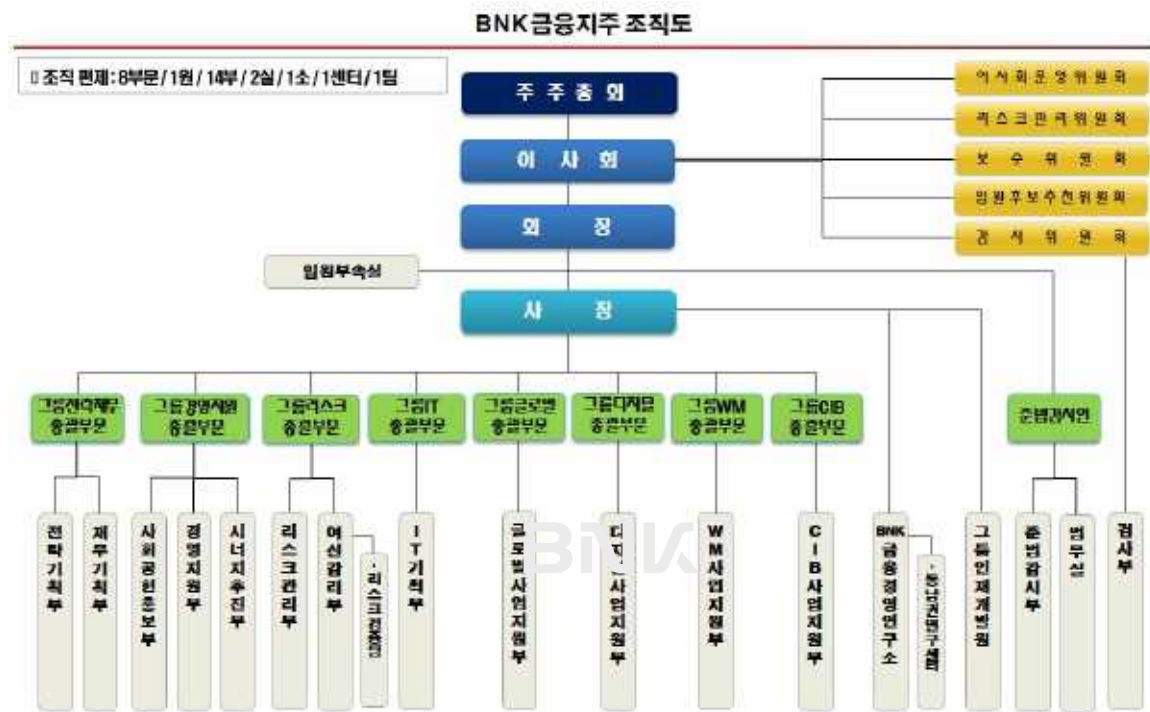 BNK금융지주 조직도
▯ 조직 편제 : 8부문 / 1원 / 14부 / 2실 / 1소 / 1센터 / 1팀
주 주 총 회
이 사 회
회 장
사 장
이사회운영위원회
리스크관리위원회
보 수 위 원 회
임원후보추천위원회
감 사 위 원 회
임원부속실
그룹전략재무
총괄부문
그룹경영지원
총괄부문
그룹리스크
총괄부문
그룹IT
총괄부문
그룹글로벌
총괄부문
그룹디지털
총괄부문
그룹WM
총괄부문
그룹CIB
총괄부문
준법감시인
전략기획부
재무기획부
사회공헌홍보부
경영지원부
시너지추진부
리스크관리부
여신감리부
IT기획부
글로벌사업지원부
디지털사업지원부
WM사업지원부
CIB사업지원부
BNK금융경영연구소
·동남권연구센터
그룹인재개발원
준법감시부
법무실
검사부
BNK